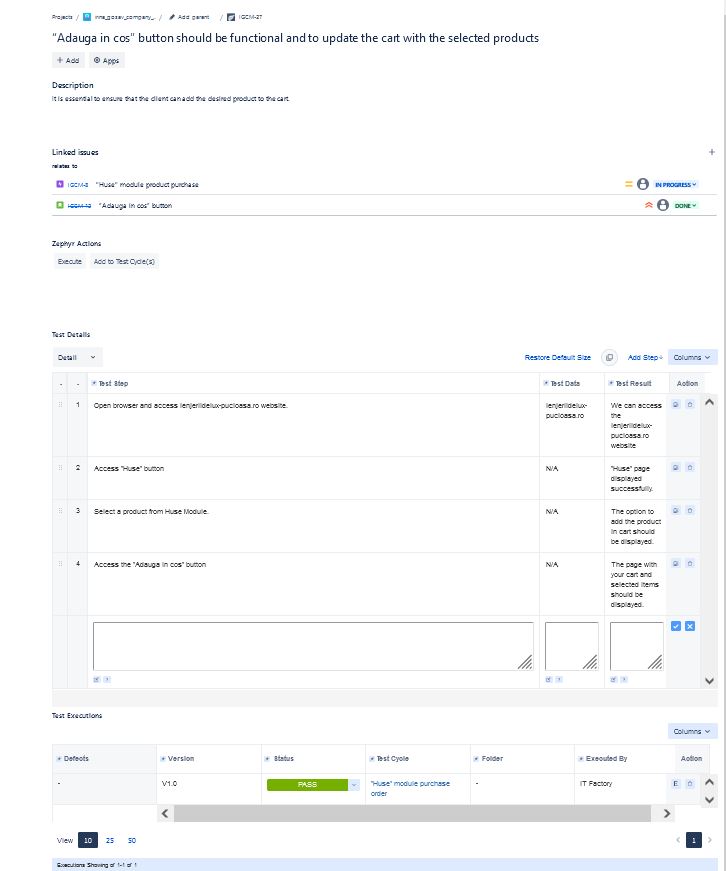 Projects / irina_gosav_company_... / Add parent / IGCM-27
“Adauga in cos” button should be functional and to update the cart with the selected products
Add Apps
Description
It is essential to ensure that the client can add the desired product to the cart.
Linked issues
relates to
IGCM-8 “Huse” module product purchase IN PROGRESS
“Adauga in cos” button DONE
Zephyr Actions
Execute Add to Test Cycle(s)
Test Details
Detail Restore Default Size Add Step Columns
- - Test Step Test Data Test Result Action
1 Open browser and access lenjeriidelux-pucioasa.ro website. lenjeriidelux- We can access
pucioasa.ro the
lenjeriidelux-
pucioasa.ro
website
2 Access "Huse" button N/A "Huse" page
displayed
successfully.
3 Select a product from Huse Module. N/A The option to
add the product
in cart should
be displayed.
4 Access the "Adauga in cos" button N/A The page with
your cart and
selected items
should be
displayed.
Test Executions
Columns
Defects Version Status Test Cycle Folder Executed By Action
- V1.0 PASS "Huse" module purchase - IT Factory E
order
View 10 25 50 1
Executions Showing of 1-1 of 1